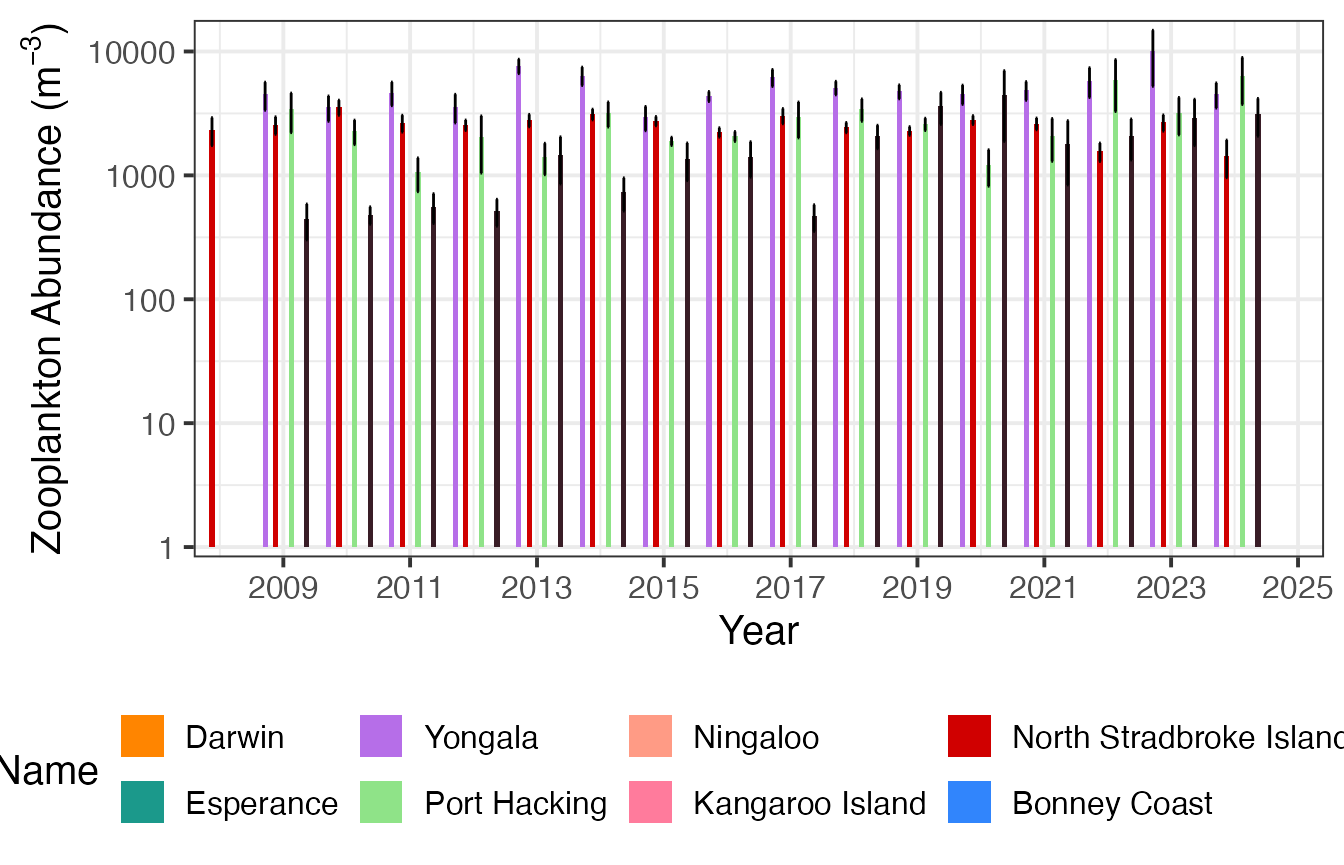 Zooplankton Abundance (m⁻³)
10000
1000
100
10
1
2009 2011 2013 2015 2017 2019 2021 2023 2025
Year
Name
Darwin Yongala Ningaloo North Stradbroke Island
Esperance Port Hacking Kangaroo Island Bonney Coast